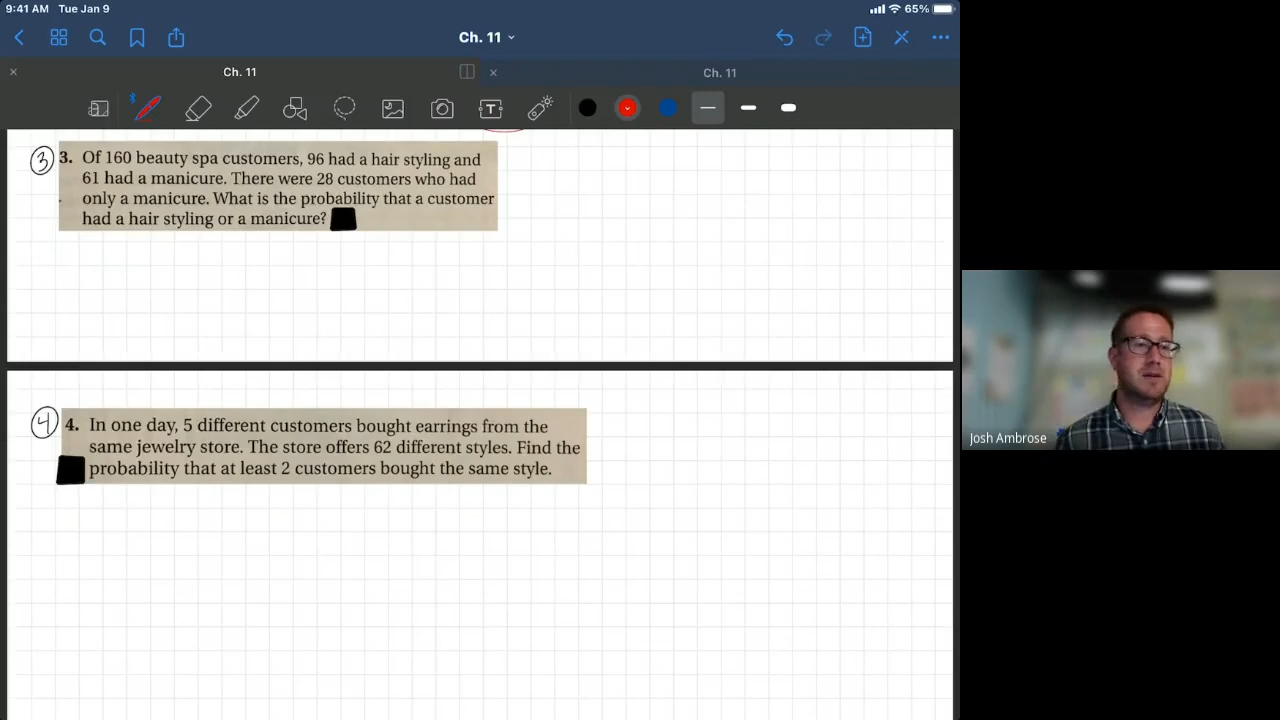 9:41 AM Tue Jan 9
65%
Ch. 11
Ch. 11
Ch. 11
T
3
3. Of 160 beauty spa customers, 96 had a hair styling and
61 had a manicure. There were 28 customers who had
only a manicure. What is the probability that a customer
had a hair styling or a manicure?
4
4. In one day, 5 different customers bought earrings from the
same jewelry store. The store offers 62 different styles. Find the
probability that at least 2 customers bought the same style.
Josh Ambrose